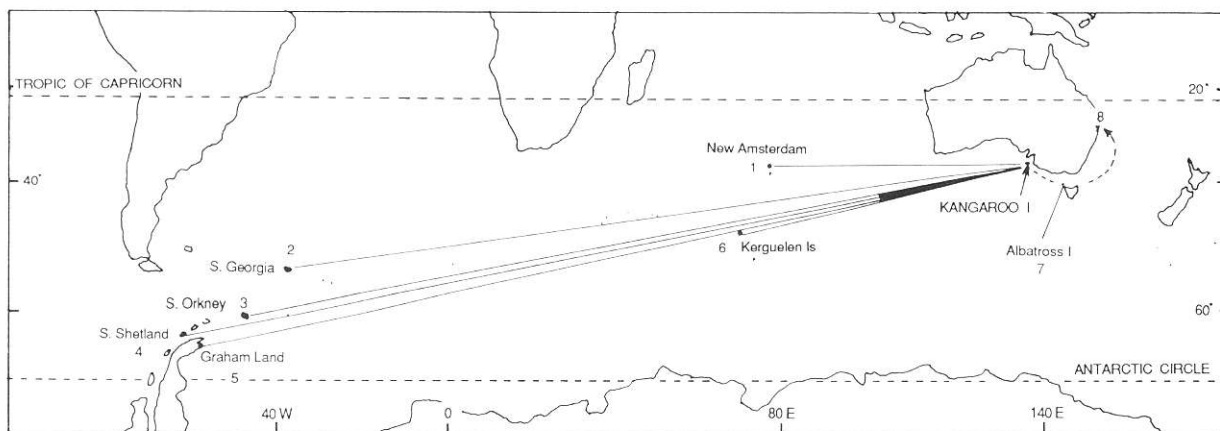 TROPIC OF CAPRICORN
20°
8
New Amsterdam
1
40°
KANGAROO I
2
6
Kerguelen Is
Albatross I
7
S. Georgia
S. Orkney
3
60°
S. Shetland
4
Graham Land
5
ANTARCTIC CIRCLE
40 W
0
80 E
140 E